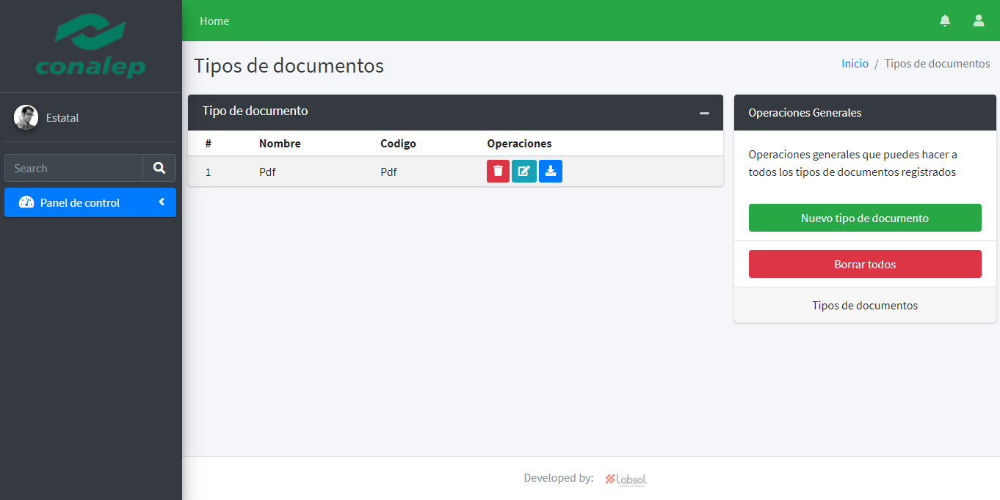 conalep
Home
Estatal
Search
Panel de control
Tipos de documentos
Inicio / Tipos de documentos
Tipo de documento
# Nombre Codigo Operaciones
1 Pdf Pdf
Operaciones Generales
Operaciones generales que puedes hacer a
todos los tipos de documentos registrados
Nuevo tipo de documento
Borrar todos
Tipos de documentos
Developed by: Labsol